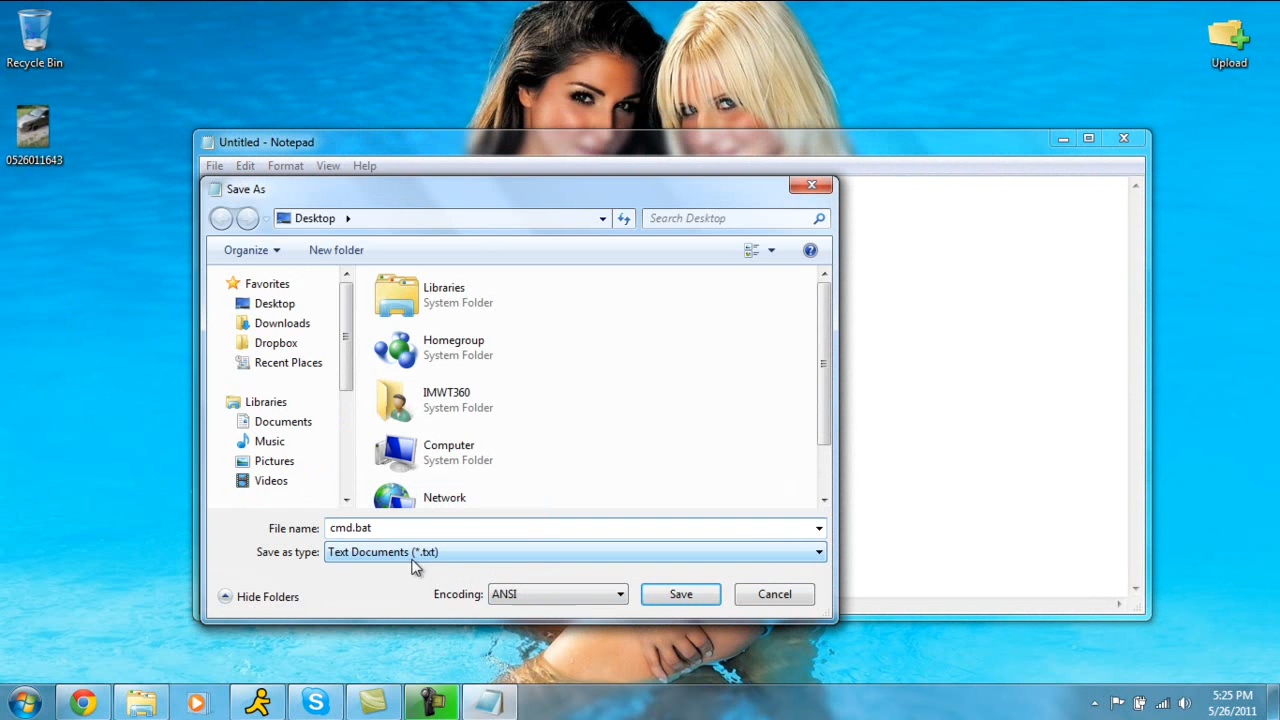 Recycle Bin
Upload
0526011643
Untitled - Notepad
File Edit Format View Help
Save As
Desktop
Search Desktop
Organize New folder
Favorites
Desktop
Downloads
Dropbox
Recent Places
Libraries
Documents
Music
Pictures
Videos
Libraries
System Folder
Homegroup
System Folder
IMWT360
System Folder
Computer
System Folder
Network
File name: cmd.bat
Save as type: Text Documents (*.txt)
Hide Folders Encoding: ANSI Save Cancel
5:25 PM
5/26/2011